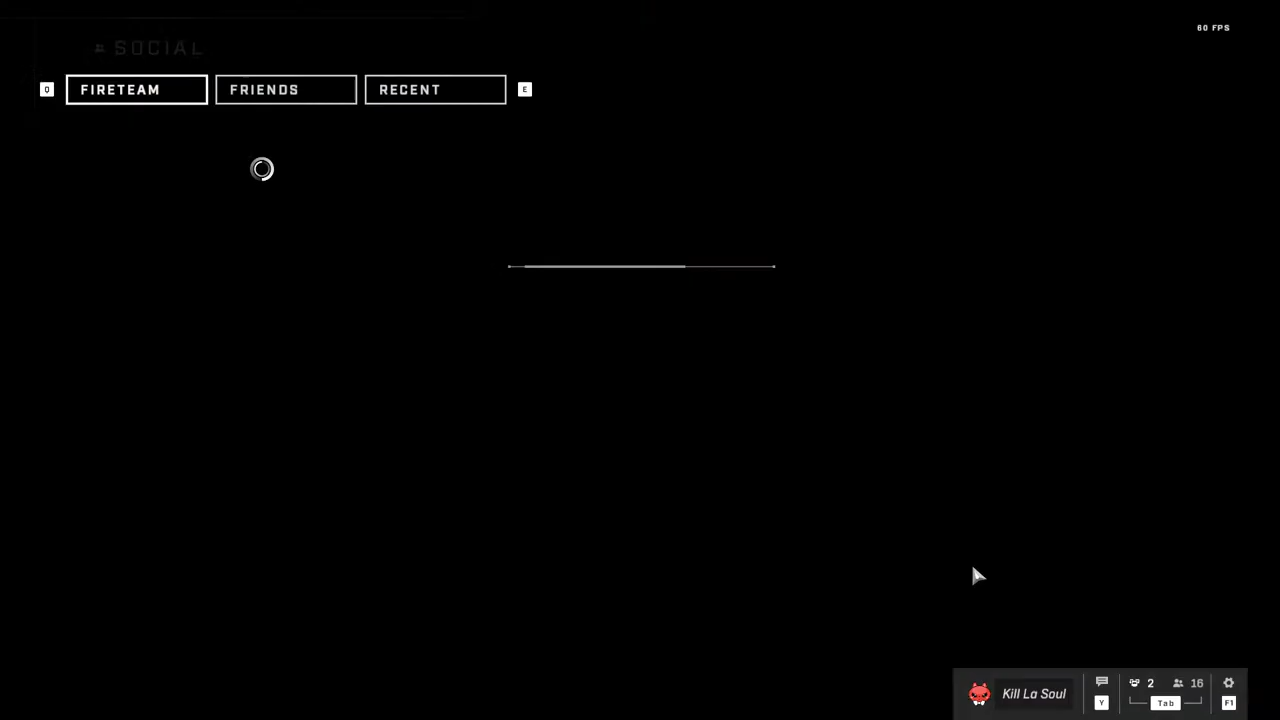 60 FPS
SOCIAL
Q FIRETEAM FRIENDS RECENT E
Kill La Soul
2 16
Y Tab F1